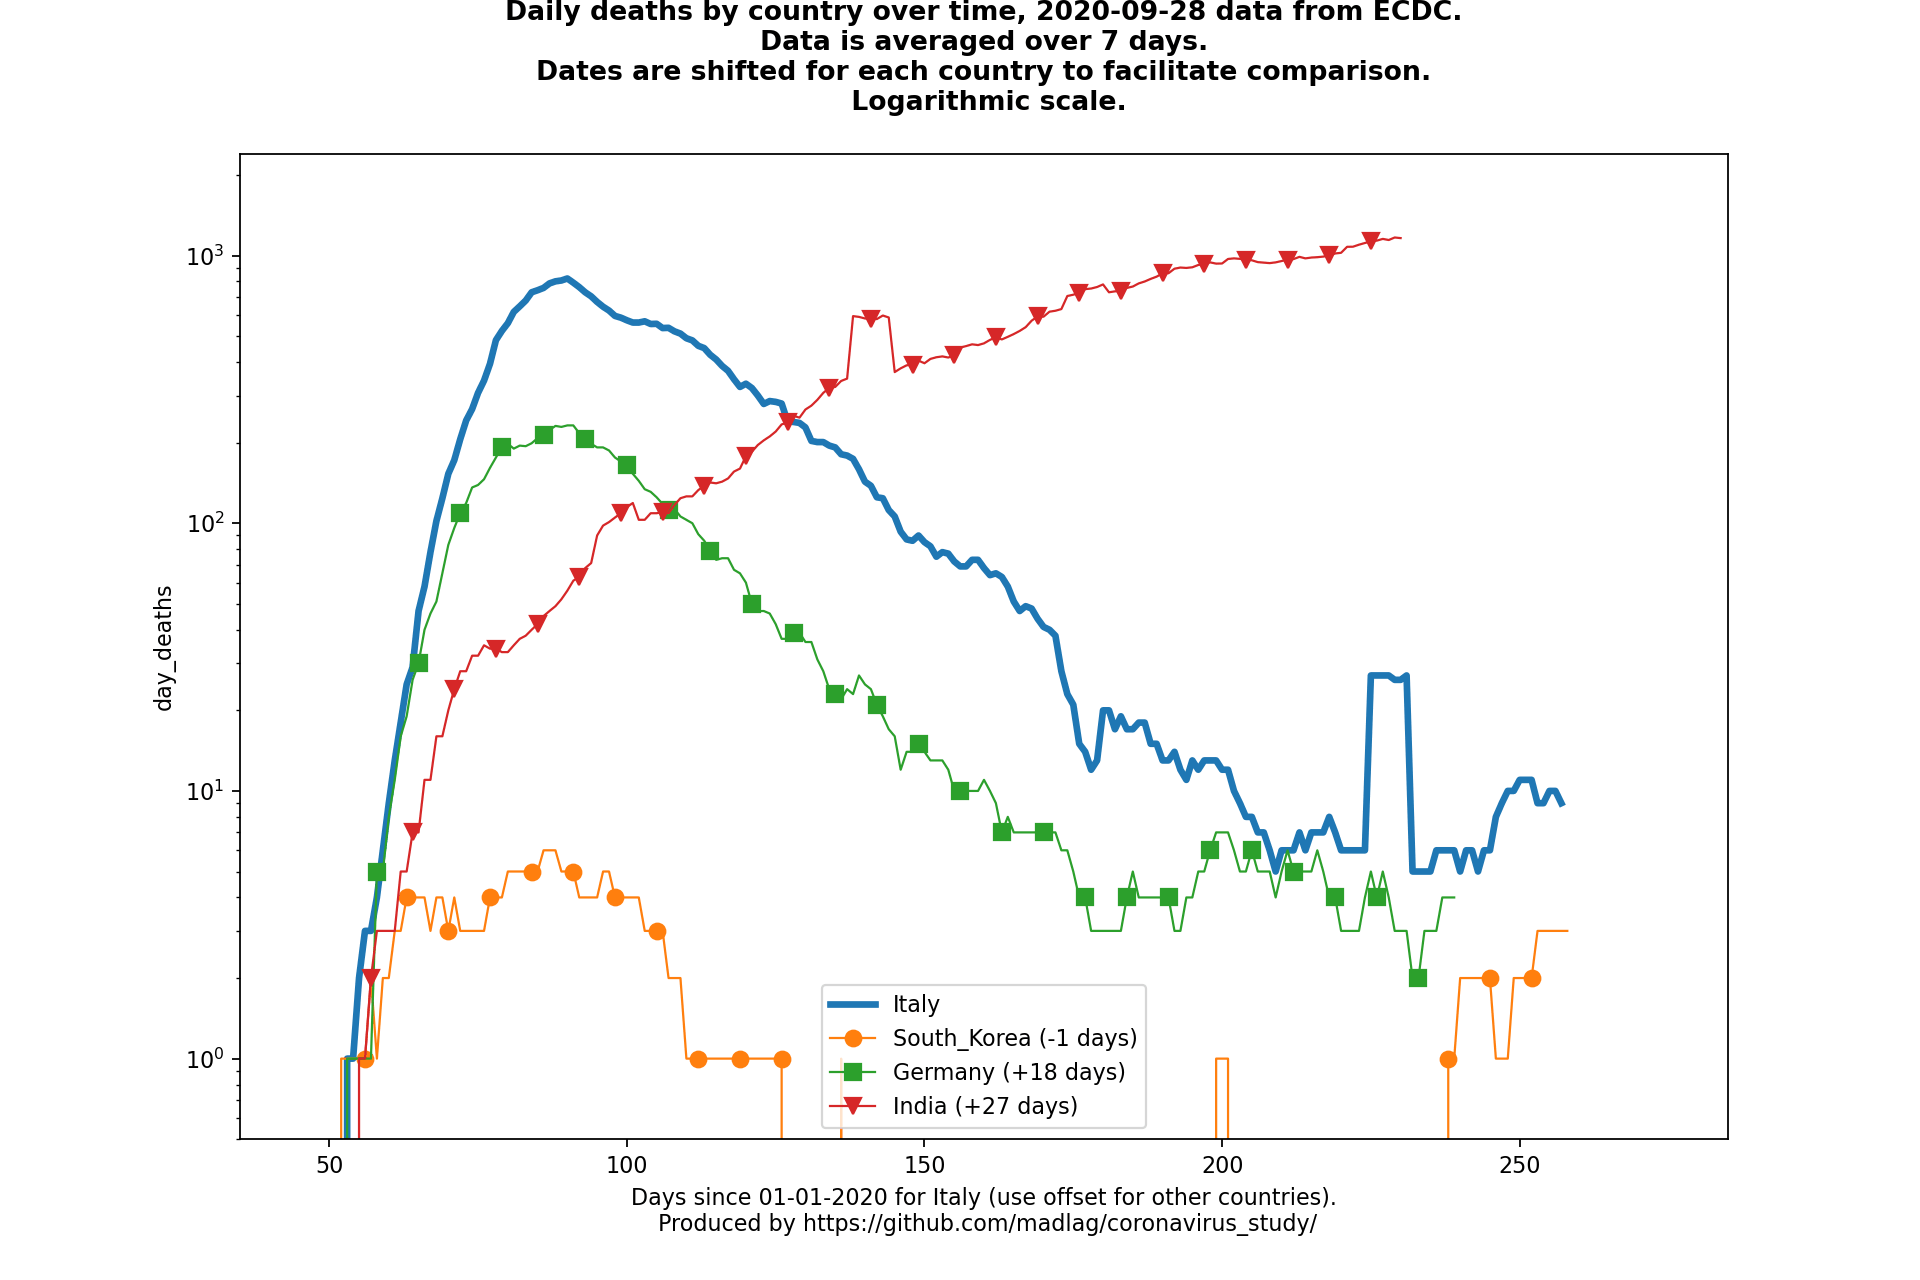 Daily deaths by country over time, 2020-09-28 data from ECDC.
Data is averaged over 7 days.
Dates are shifted for each country to facilitate comparison.
Logarithmic scale.
10³
10²
10¹
10⁰
day_deaths
Italy
South_Korea (-1 days)
Germany (+18 days)
India (+27 days)
50 100 150 200 250
Days since 01-01-2020 for Italy (use offset for other countries).
Produced by https://github.com/madlag/coronavirus_study/